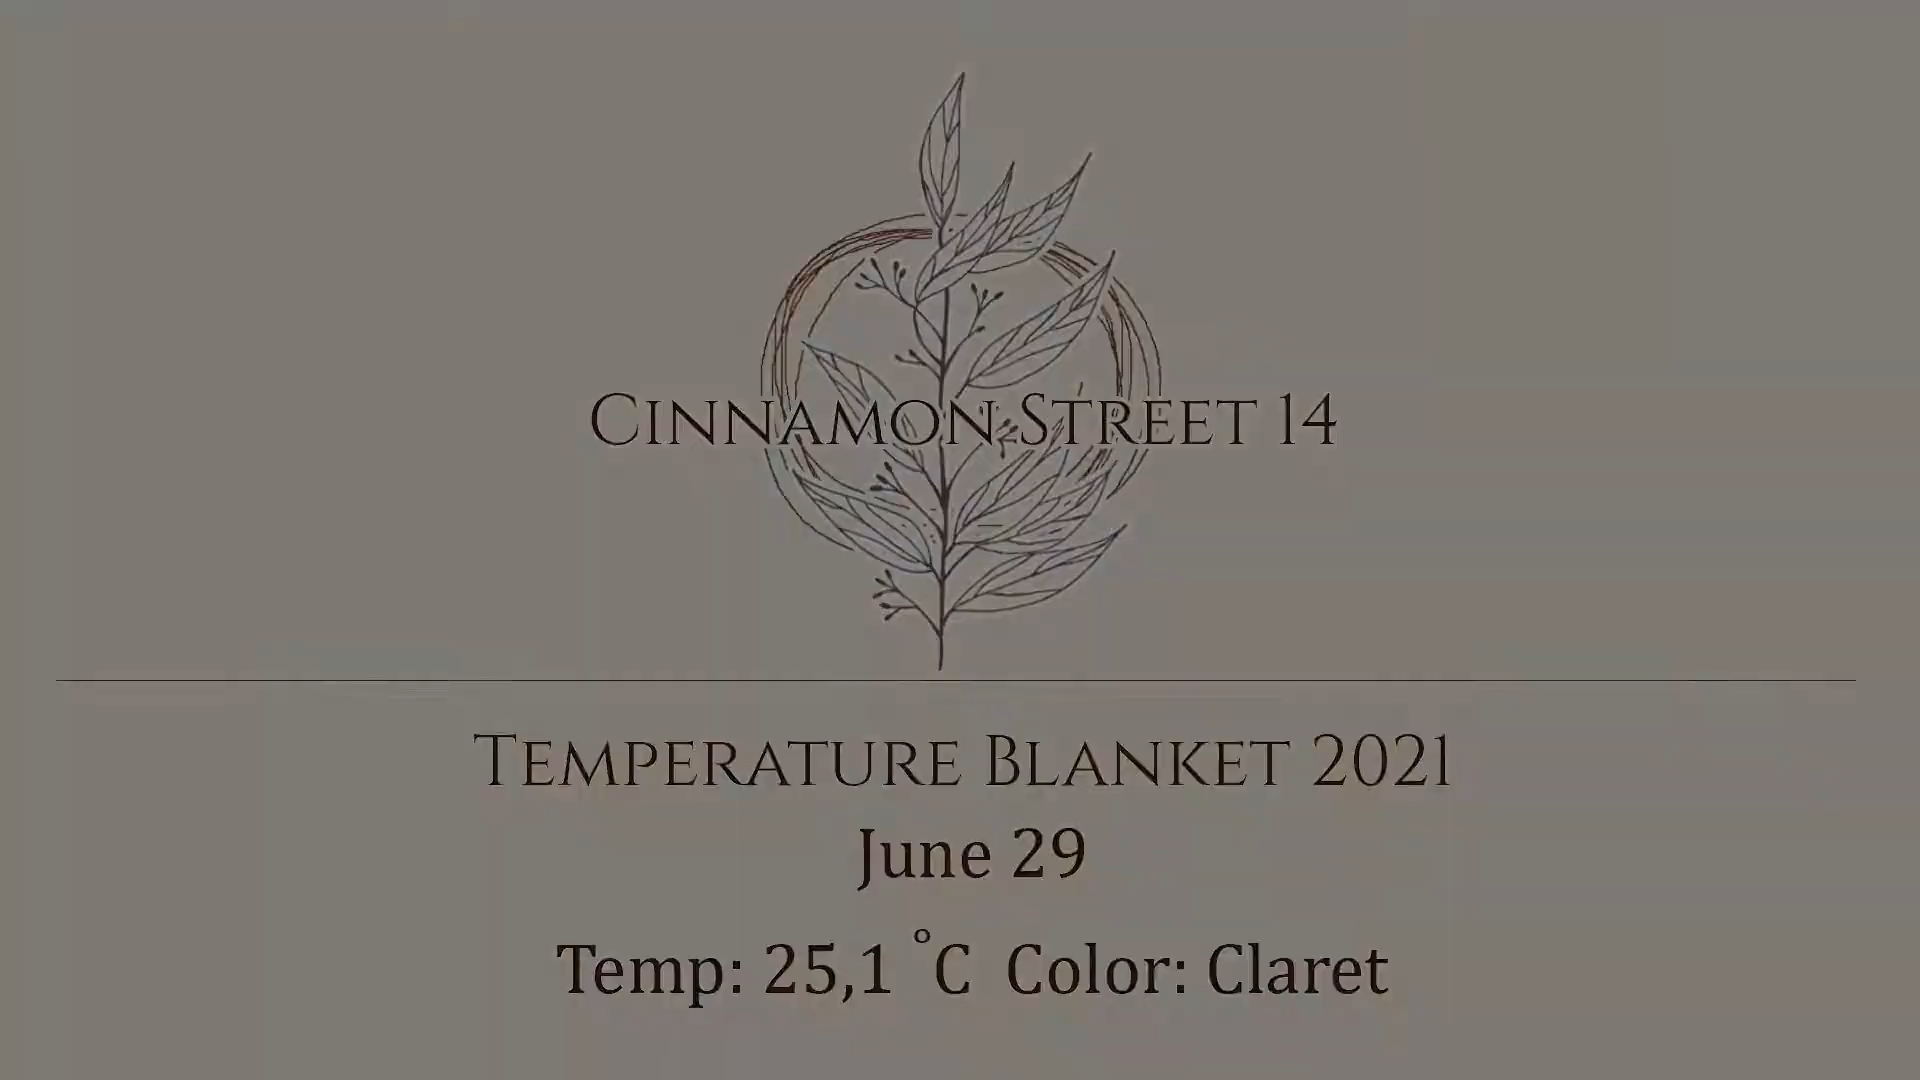 Cinnamon Street 14
Temperature Blanket 2021
June 29
Temp: 25,1 °C Color: Claret